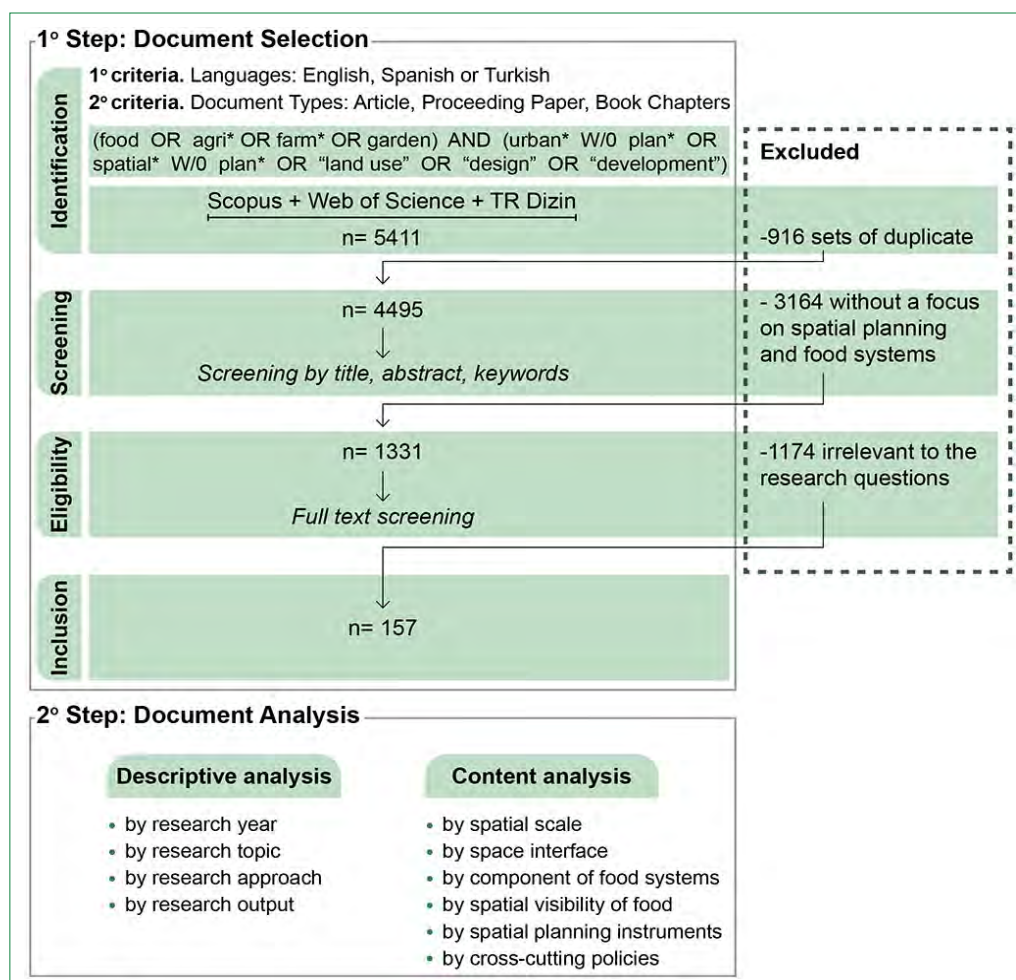 1° Step: Document Selection
Identification
1° criteria. Languages: English, Spanish or Turkish
2° criteria. Document Types: Article, Proceeding Paper, Book Chapters
(food OR agri* OR farm* OR garden) AND (urban* W/0 plan* OR
spatial* W/0 plan* OR “land use” OR “design” OR “development”)
Scopus + Web of Science + TR Dizin
n= 5411
Excluded
-916 sets of duplicate
Screening
n= 4495
Screening by title, abstract, keywords
- 3164 without a focus
on spatial planning
and food systems
Eligibility
n= 1331
Full text screening
-1174 irrelevant to the
research questions
Inclusion
n= 157
2° Step: Document Analysis
Descriptive analysis
• by research year
• by research topic
• by research approach
• by research output
Content analysis
• by spatial scale
• by space interface
• by component of food systems
• by spatial visibility of food
• by spatial planning instruments
• by cross-cutting policies